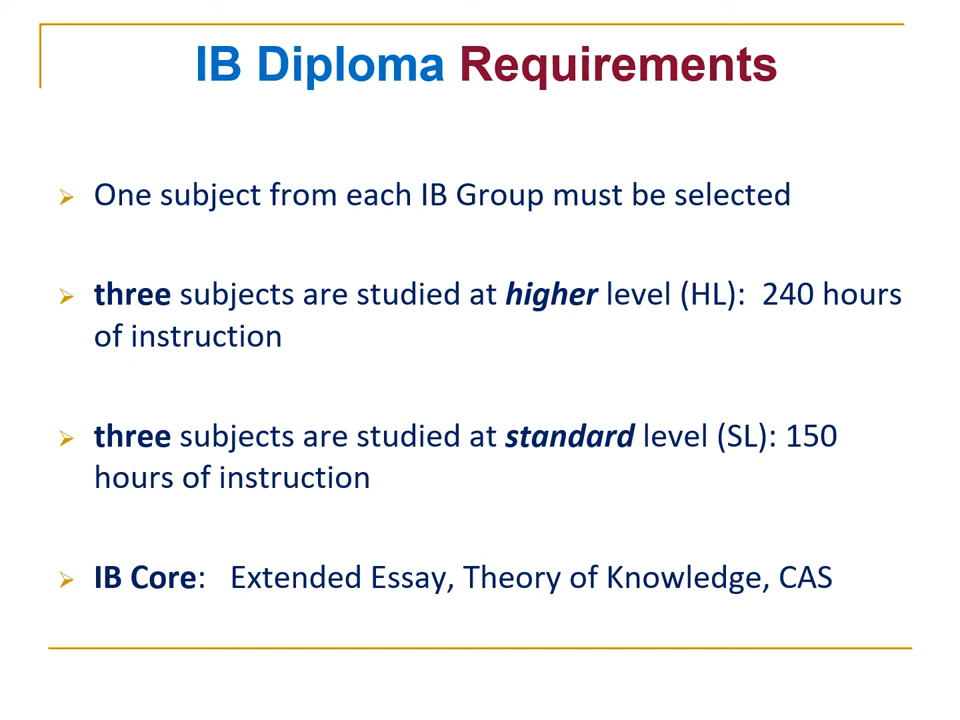 IB Diploma Requirements
One subject from each IB Group must be selected
three subjects are studied at higher level (HL): 240 hours
of instruction
three subjects are studied at standard level (SL): 150
hours of instruction
IB Core: Extended Essay, Theory of Knowledge, CAS